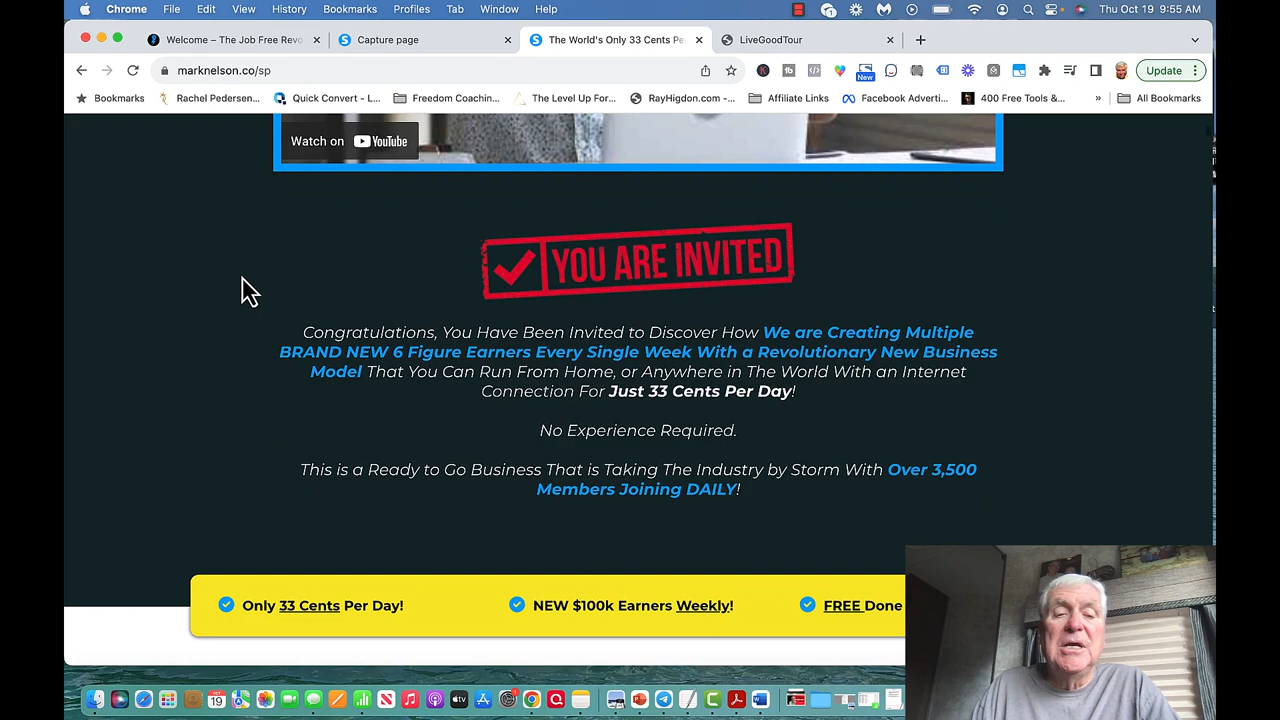 Chrome File Edit View History Bookmarks Profiles Tab Window Help Thu Oct 19 9:55 AM
Welcome – The Job Free Revo Capture page The World's Only 33 Cents Pe LiveGoodTour
marknelson.co/sp New Update
Bookmarks Rachel Pedersen... Quick Convert - L... Freedom Coachin... The Level Up For... RayHigdon.com -... Affiliate Links Facebook Adverti... 400 Free Tools &... » All Bookmarks
Watch on YouTube
YOU ARE INVITED
Congratulations, You Have Been Invited to Discover How We are Creating Multiple
BRAND NEW 6 Figure Earners Every Single Week With a Revolutionary New Business
Model That You Can Run From Home, or Anywhere in The World With an Internet
Connection For Just 33 Cents Per Day!
No Experience Required.
This is a Ready to Go Business That is Taking The Industry by Storm With Over 3,500
Members Joining DAILY!
Only 33 Cents Per Day! NEW $100k Earners Weekly! FREE Done